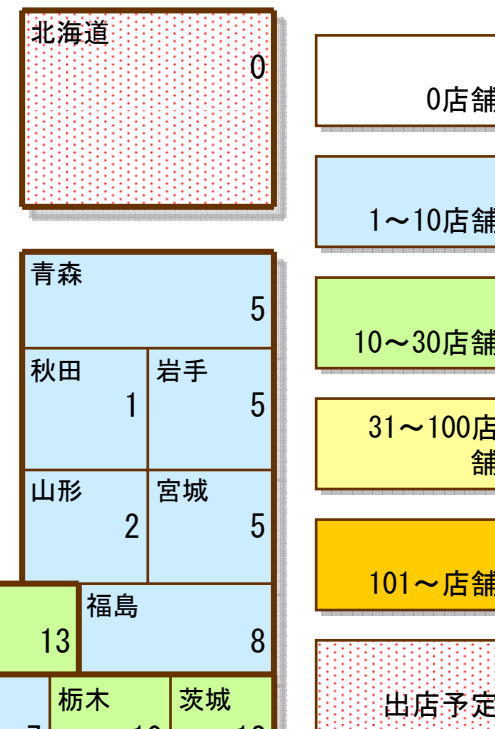 北海道
0
0店舗
1～10店舗
青森
5
10～30店舗
秋田
1
岩手
5
31～100店
舗
山形
2
宮城
5
101～店舗
13
福島
8
出店予定
栃木
茨城